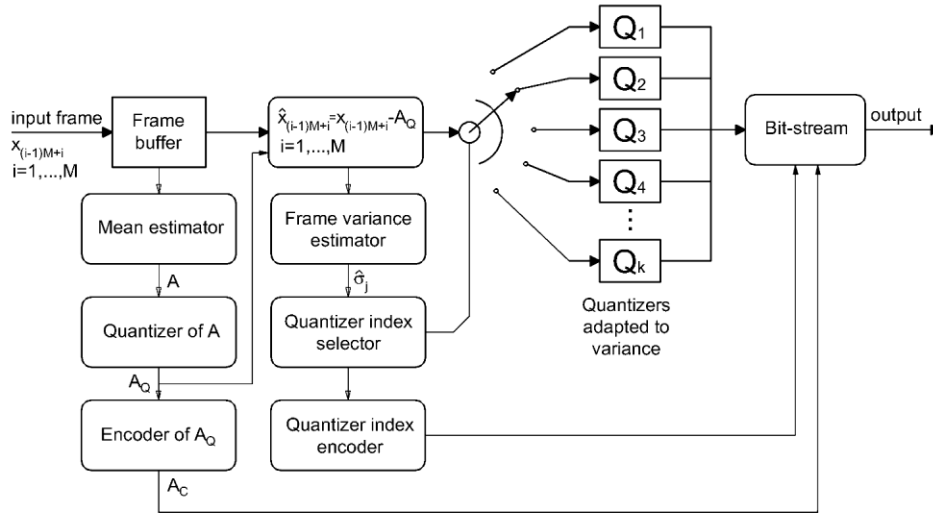 input frame
x(i-1)M+i
i=1,...,M
Frame
buffer
Mean estimator
A
Quantizer of A
AQ
Encoder of AQ
AC
x̂(i-1)M+i=x(i-1)M+i-AQ
i=1,...,M
Frame variance
estimator
σ̂j
Quantizer index
selector
Quantizer index
encoder
Q1
Q2
Q3
Q4
⋮
Qk
Quantizers
adapted to
variance
Bit-stream
output